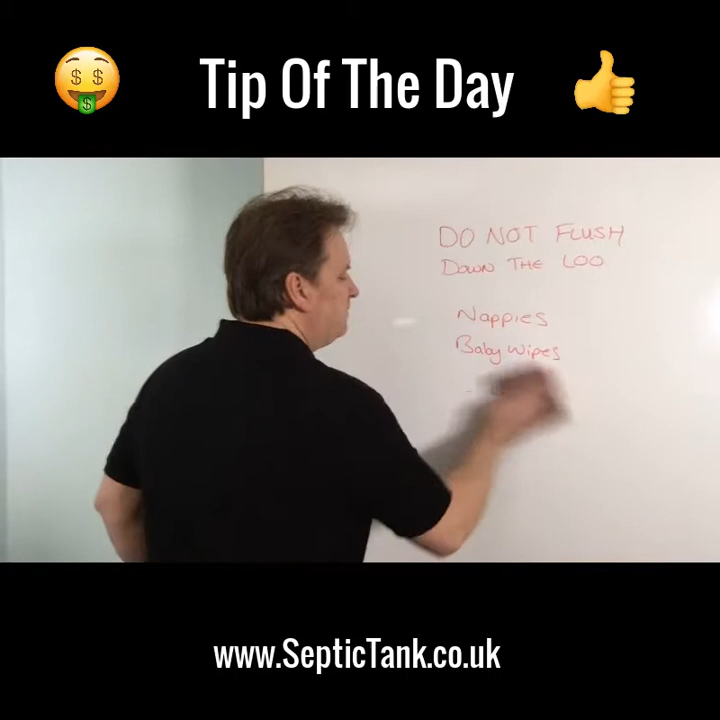 Tip Of The Day
DO NOT FLUSH
DOWN THE LOO
Nappies
Baby Wipes
www.SepticTank.co.uk